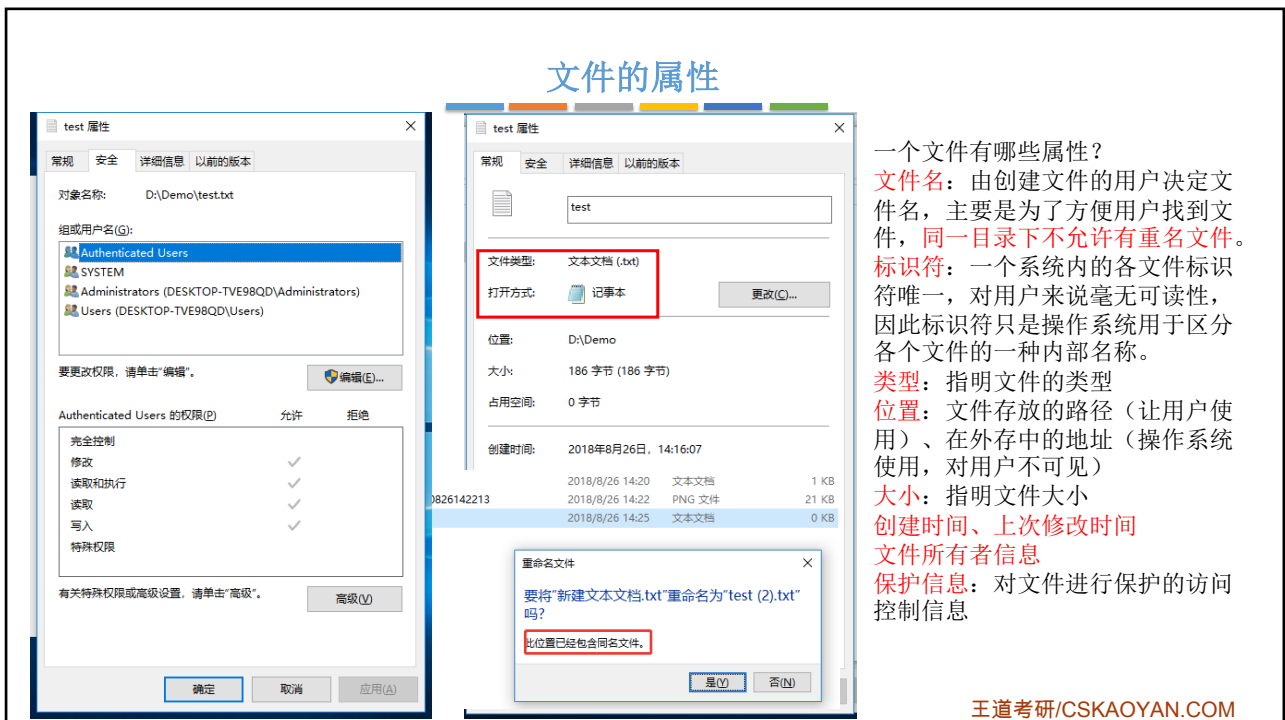 文件的属性
test 属性
常规 安全 详细信息 以前的版本
对象名称: D:\Demo\test.txt
组或用户名(G):
Authenticated Users
SYSTEM
Administrators (DESKTOP-TVE98QD\Administrators)
Users (DESKTOP-TVE98QD\Users)
要更改权限，请单击"编辑"。
编辑(E)...
Authenticated Users 的权限(P) 允许 拒绝
完全控制
修改
读取和执行
读取
写入
特殊权限
有关特殊权限或高级设置，请单击"高级"。
高级(V)
确定 取消 应用(A)
test 属性
常规 安全 详细信息 以前的版本
test
文件类型: 文本文档 (.txt)
打开方式: 记事本
更改(C)...
位置: D:\Demo
大小: 186 字节 (186 字节)
占用空间: 0 字节
创建时间: 2018年8月26日，14:16:07
2018/8/26 14:20 文本文档 1 KB
0826142213 2018/8/26 14:22 PNG 文件 21 KB
2018/8/26 14:25 文本文档 0 KB
重命名文件
要将"新建文本文档.txt"重命名为"test (2).txt"
吗?
此位置已经包含同名文件。
是(Y) 否(N)
一个文件有哪些属性？
文件名：由创建文件的用户决定文
件名，主要是为了方便用户找到文
件，同一目录下不允许有重名文件。
标识符：一个系统内的各文件标识
符唯一，对用户来说毫无可读性，
因此标识符只是操作系统用于区分
各个文件的一种内部名称。
类型：指明文件的类型
位置：文件存放的路径（让用户使
用）、在外存中的地址（操作系统
使用，对用户不可见）
大小：指明文件大小
创建时间、上次修改时间
文件所有者信息
保护信息：对文件进行保护的访问
控制信息
王道考研/CSKAOYAN.COM